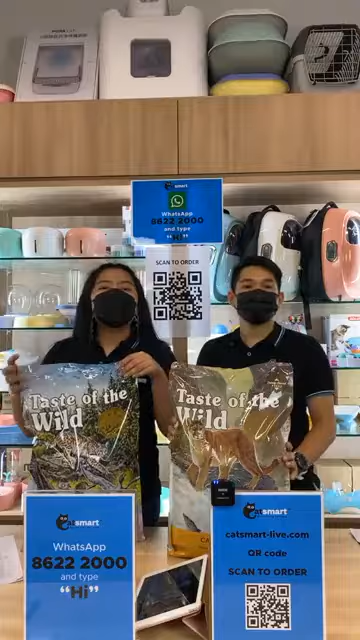 catsmart
WhatsApp
8622 2000
and type
"Hi"
SCAN TO ORDER
Taste of the
Wild
Taste of the
Wild
catsmart
WhatsApp
8622 2000
and type
"Hi"
catsmart
catsmart-live.com
QR code
SCAN TO ORDER